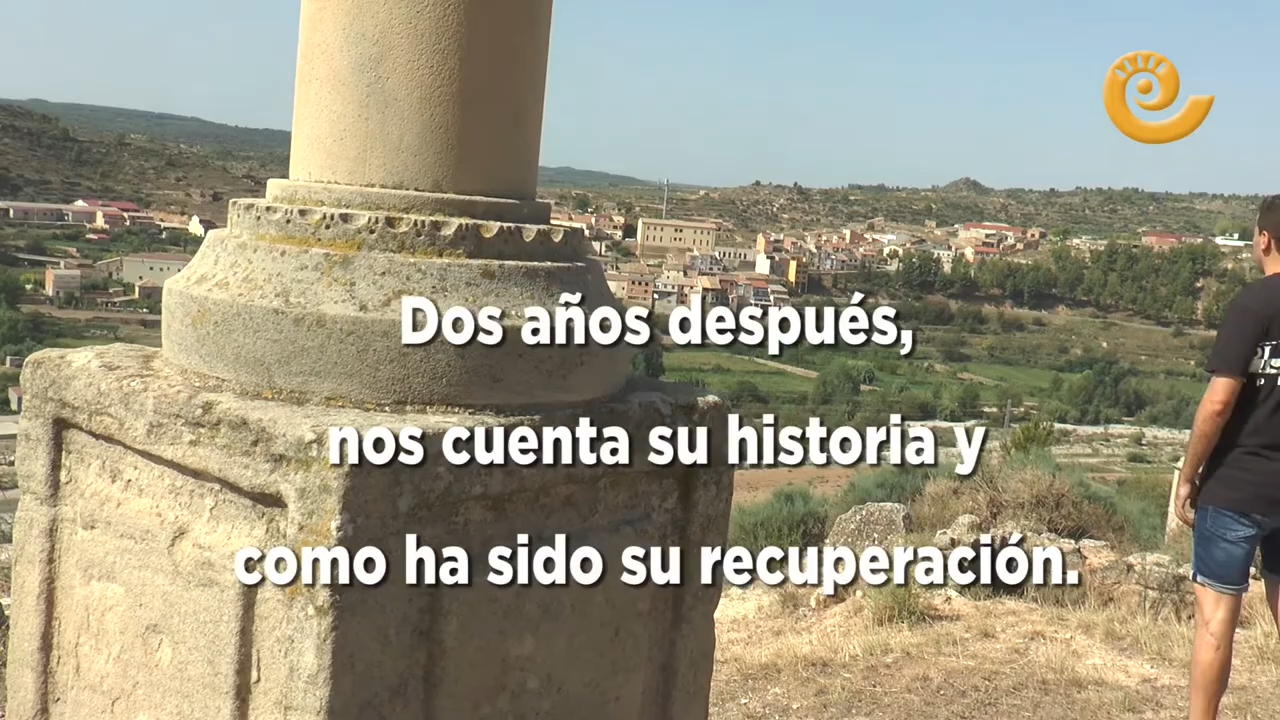 Dos años después,
nos cuenta su historia y
como ha sido su recuperación.